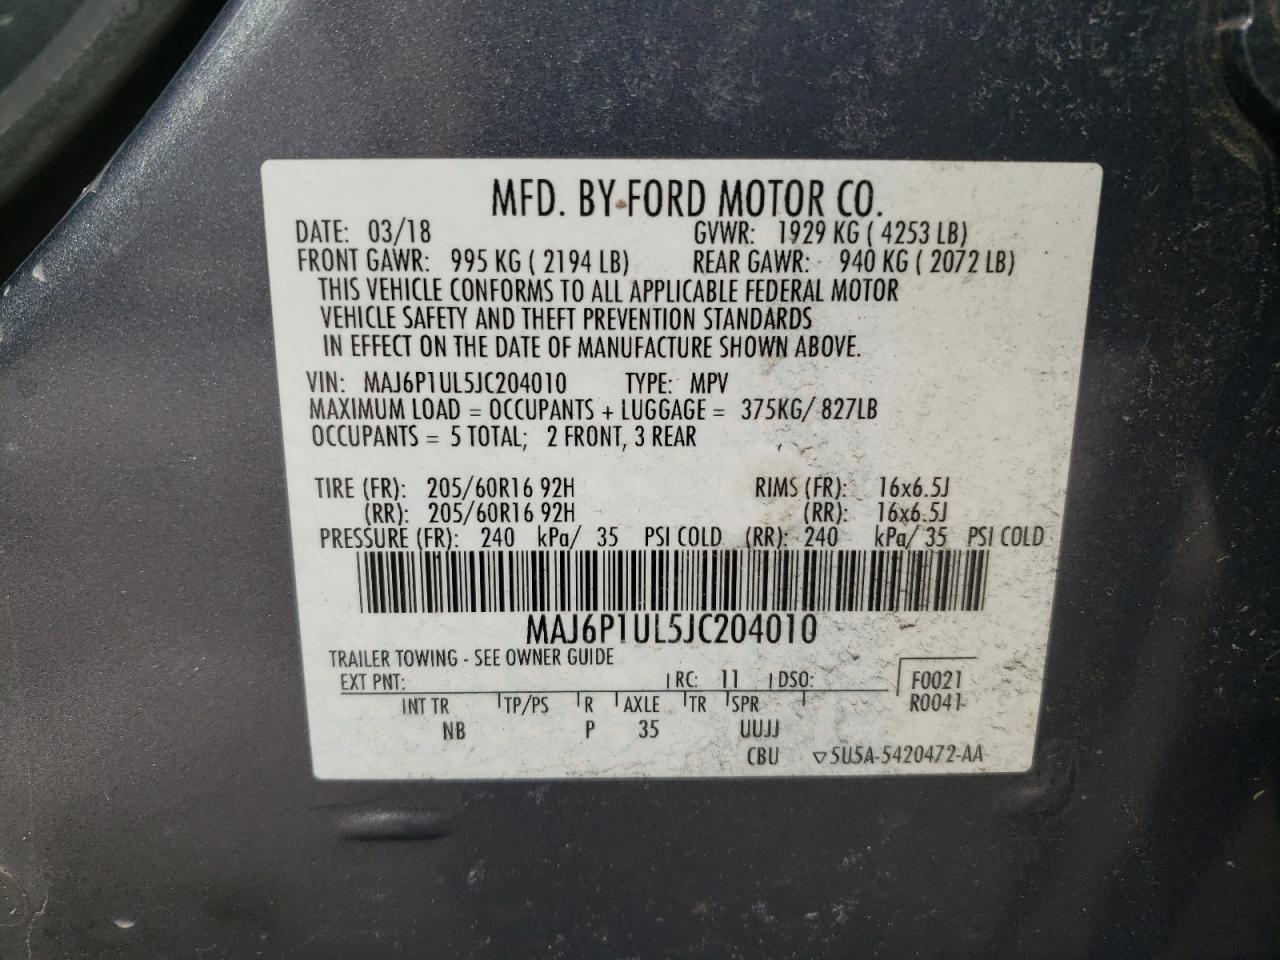 MFD. BY FORD MOTOR CO.
DATE: 03/18 GVWR: 1929 KG ( 4253 LB)
FRONT GAWR: 995 KG ( 2194 LB) REAR GAWR: 940 KG ( 2072 LB)
THIS VEHICLE CONFORMS TO ALL APPLICABLE FEDERAL MOTOR
VEHICLE SAFETY AND THEFT PREVENTION STANDARDS
IN EFFECT ON THE DATE OF MANUFACTURE SHOWN ABOVE.
VIN: MAJ6P1UL5JC204010 TYPE: MPV
MAXIMUM LOAD = OCCUPANTS + LUGGAGE = 375KG/ 827LB
OCCUPANTS = 5 TOTAL; 2 FRONT, 3 REAR
TIRE (FR): 205/60R16 92H RIMS (FR): 16x6.5J
(RR): 205/60R16 92H (RR): 16x6.5J
PRESSURE (FR): 240 kPa/ 35 PSI COLD (RR): 240 kPa/ 35 PSI COLD
MAJ6P1UL5JC204010
TRAILER TOWING - SEE OWNER GUIDE
EXT PNT: RC: 11 DSO: F0021
INT TR TP/PS R AXLE TR SPR R0041
NB P 35 UUJJ
CBU ▽5U5A-5420472-AA